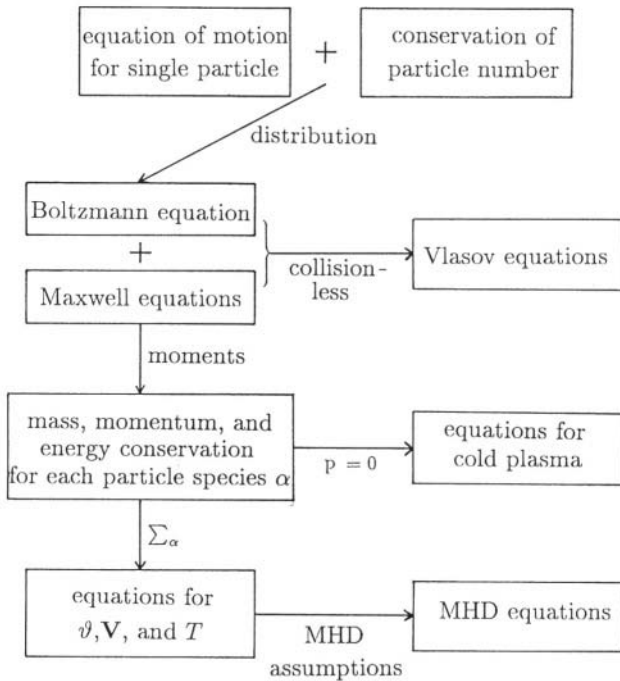 equation of motion
for single particle
+
conservation of
particle number
distribution
Boltzmann equation
+
Maxwell equations
collision-
less
Vlasov equations
moments
mass, momentum, and
energy conservation
for each particle species α
p = 0
equations for
cold plasma
∑α
equations for
ϑ,V, and T
MHD
assumptions
MHD equations